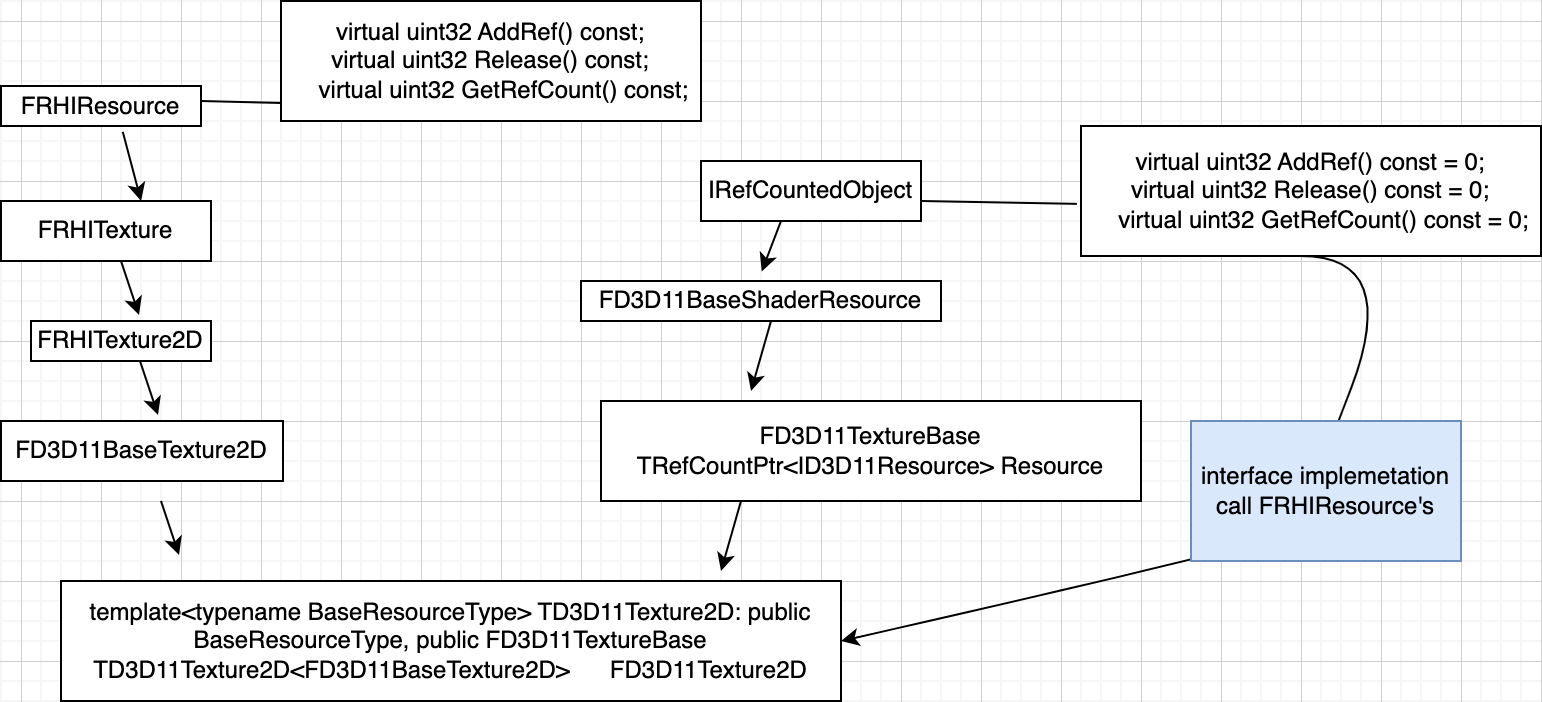 virtual uint32 AddRef() const;
virtual uint32 Release() const;
virtual uint32 GetRefCount() const;
FRHIResource
FRHITexture
FRHITexture2D
FD3D11BaseTexture2D
IRefCountedObject
virtual uint32 AddRef() const = 0;
virtual uint32 Release() const = 0;
virtual uint32 GetRefCount() const = 0;
FD3D11BaseShaderResource
FD3D11TextureBase
TRefCountPtr<ID3D11Resource> Resource
interface implemetation
call FRHIResource's
template<typename BaseResourceType> TD3D11Texture2D: public
BaseResourceType, public FD3D11TextureBase
TD3D11Texture2D<FD3D11BaseTexture2D> FD3D11Texture2D